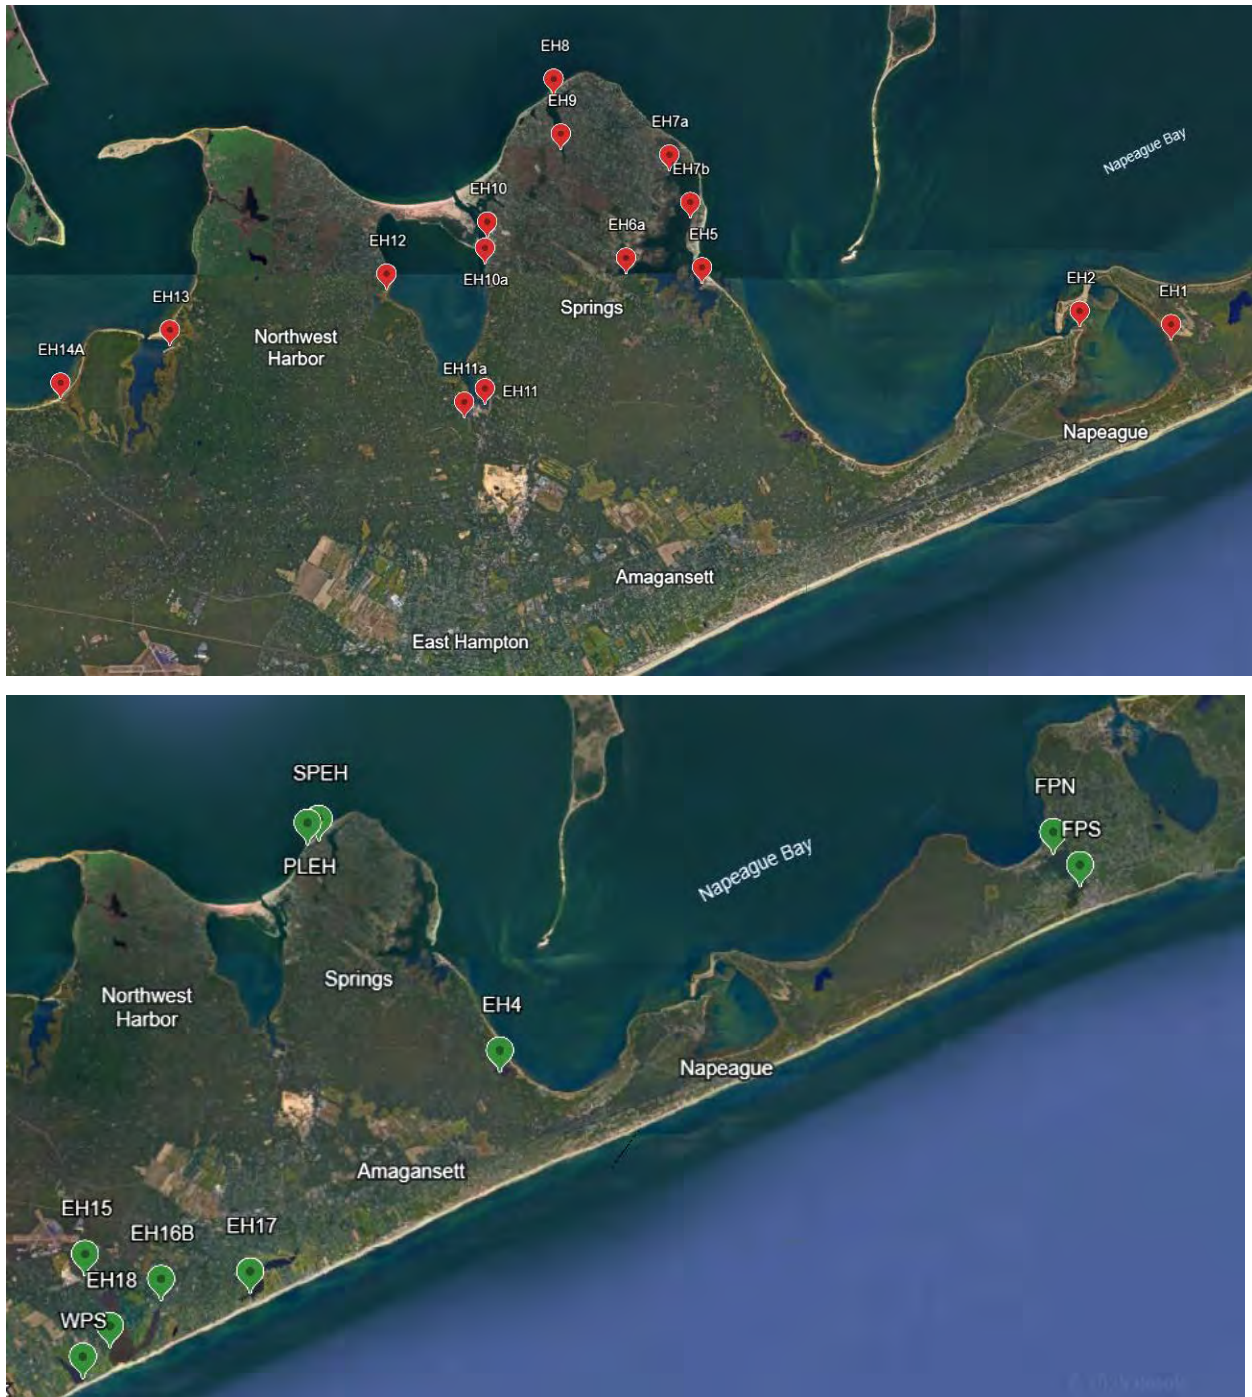 EH8
EH9
EH7a
EH7b
Napeague Bay
EH10
EH6a
EH5
EH12
EH10a
EH2
EH1
EH13
Springs
Northwest
Harbor
EH14A
EH11a
EH11
Napeague
Amagansett
East Hampton
SPEH
FPN
FPS
PLEH
Napeague Bay
Springs
Northwest
Harbor
EH4
Napeague
Amagansett
EH15
EH16B
EH17
EH18
WPS